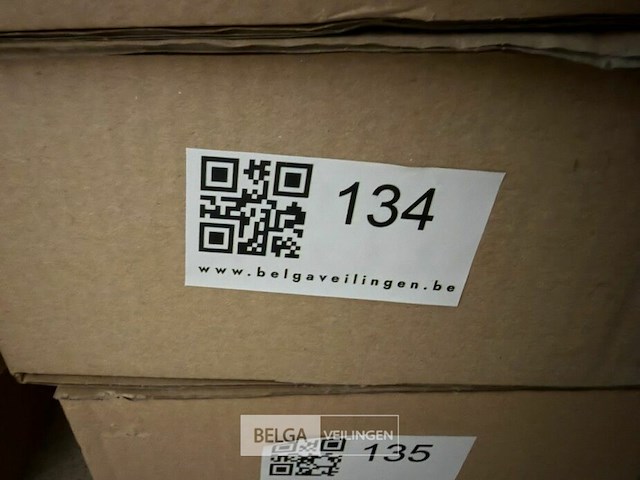 134
www.belgaveilingen.be
BELGA VEILINGEN
135